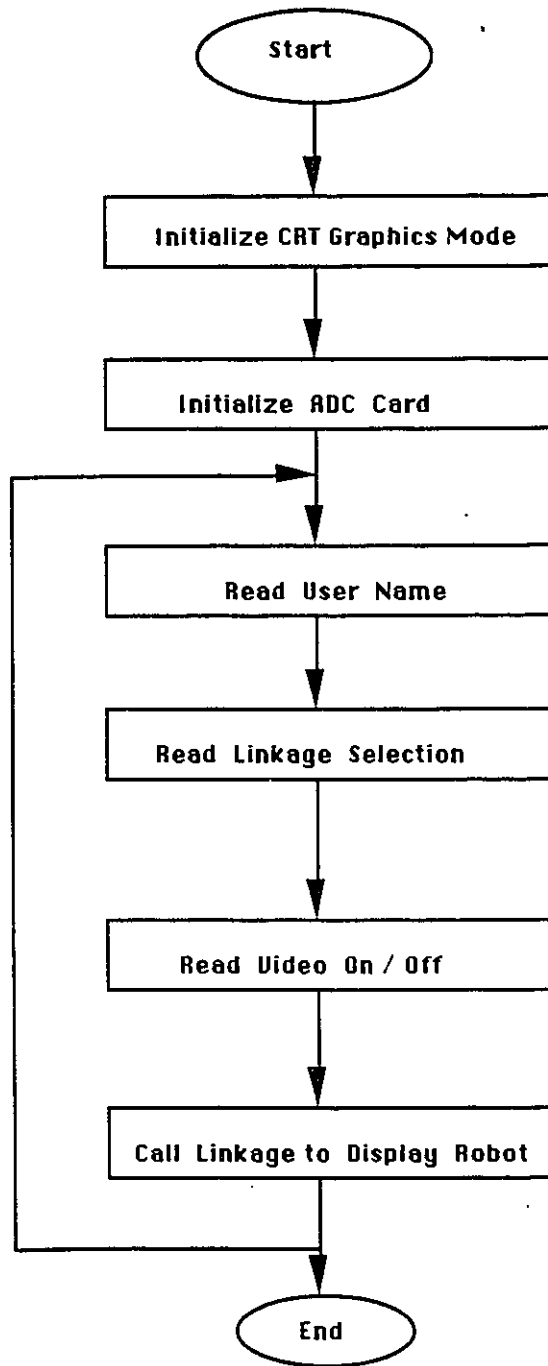 Start
Initialize CRT Graphics Mode
Initialize ADC Card
Read User Name
Read Linkage Selection
Read Video On / Off
Call Linkage to Display Robot
End